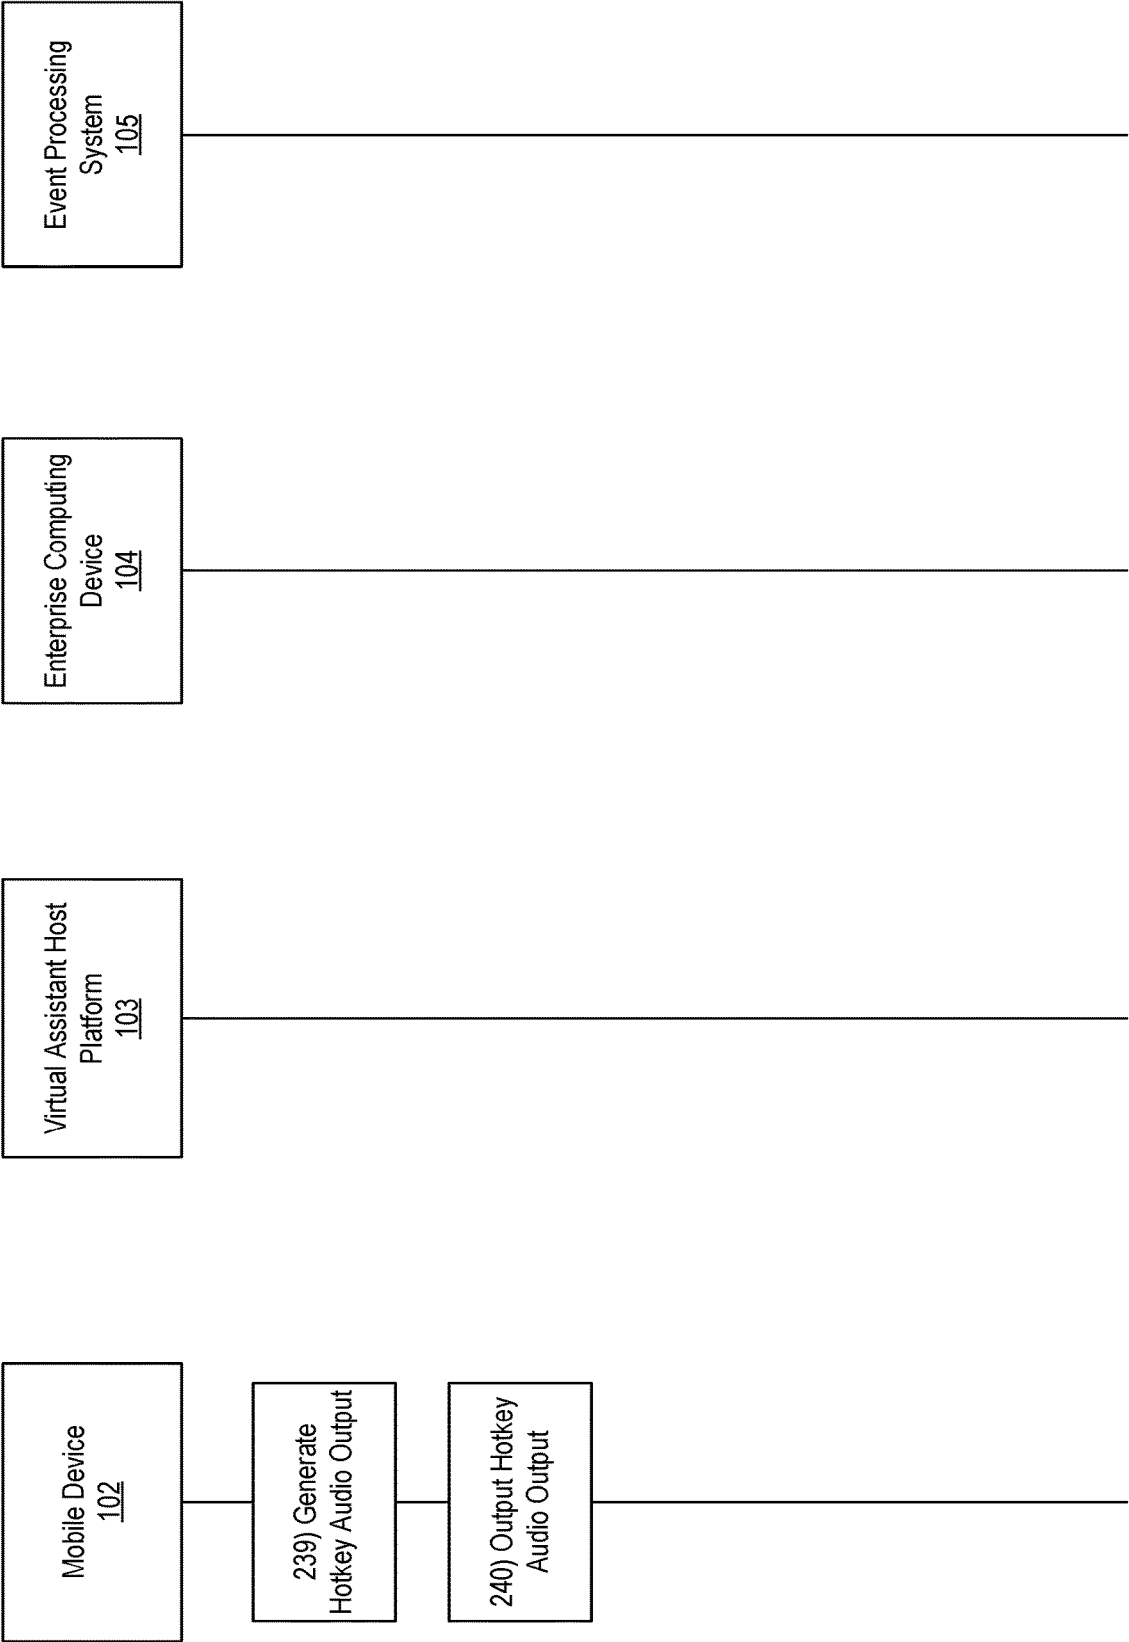 Mobile Device
102
Virtual Assistant Host
Platform
103
Enterprise Computing
Device
104
Event Processing
System
105
239) Generate
Hotkey Audio Output
240) Output Hotkey
Audio Output